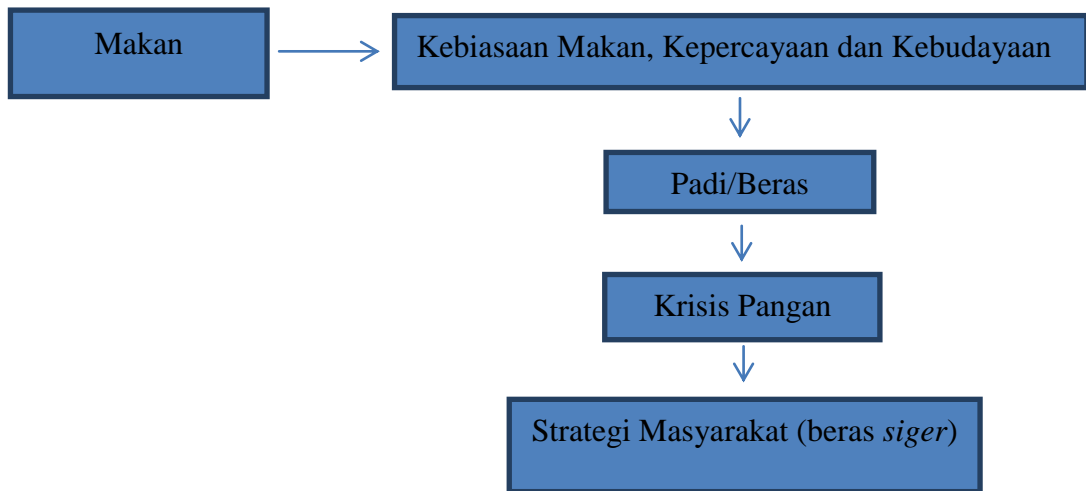 Makan
Kebiasaan Makan, Kepercayaan dan Kebudayaan
Padi/Beras
Krisis Pangan
Strategi Masyarakat (beras siger)